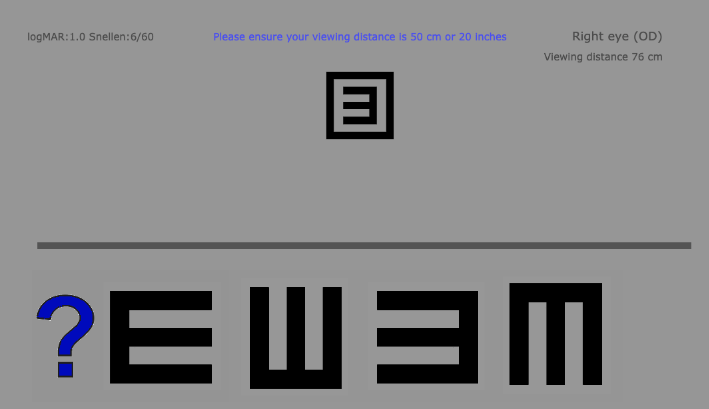 logMAR:1.0 Snellen:6/60
Please ensure your viewing distance is 50 cm or 20 inches
Right eye (OD)
Viewing distance 76 cm
Ǝ
? E Ш Ǝ M